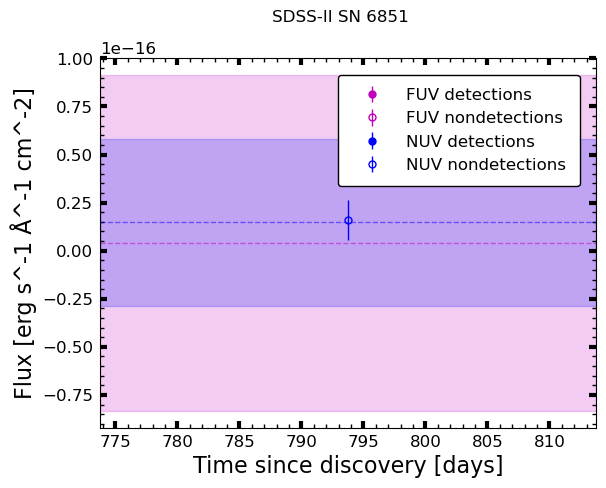 SDSS-II SN 6851
1e−16
1.00
0.75
0.50
0.25
0.00
−0.25
−0.50
−0.75
Flux [erg s^-1 Å^-1 cm^-2]
FUV detections
FUV nondetections
NUV detections
NUV nondetections
775 780 785 790 795 800 805 810
Time since discovery [days]